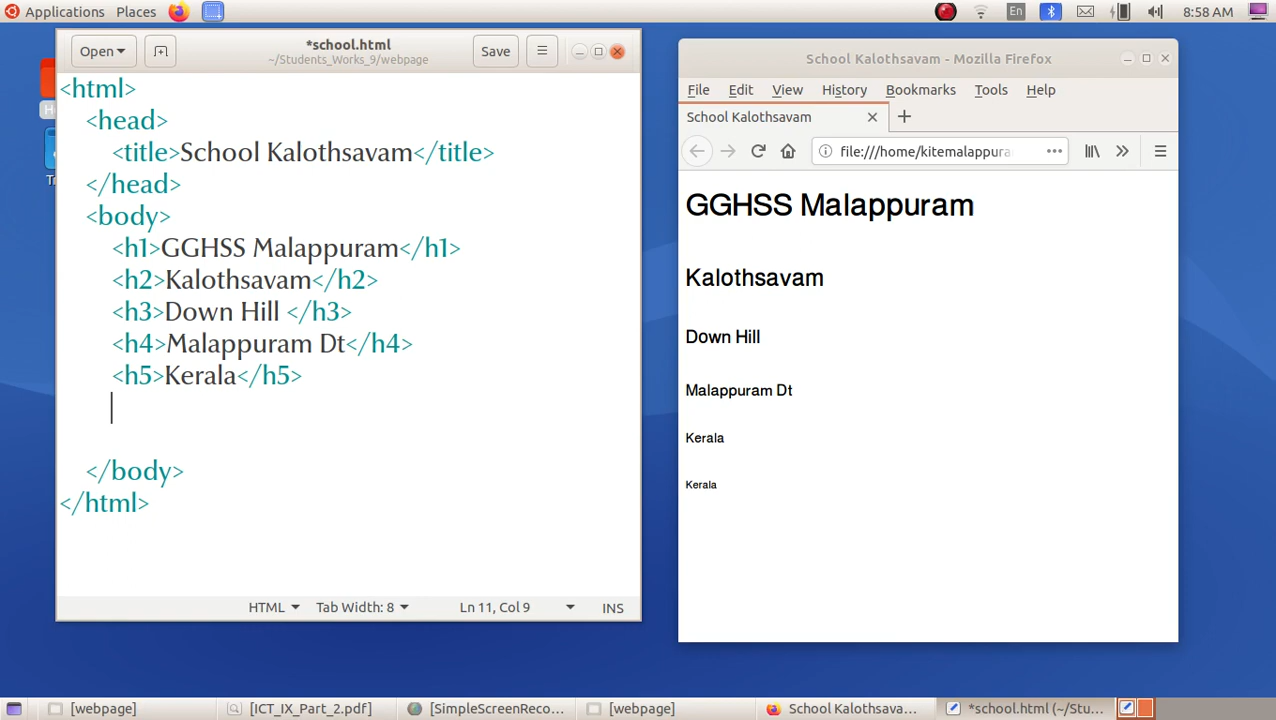 Applications Places En 8:58 AM
Open *school.html Save
~/Students_Works_9/webpage
<html>
<head>
<title>School Kalothsavam</title>
</head>
<body>
<h1>GGHSS Malappuram</h1>
<h2>Kalothsavam</h2>
<h3>Down Hill </h3>
<h4>Malappuram Dt</h4>
<h5>Kerala</h5>
</body>
</html>
HTML Tab Width: 8 Ln 11, Col 9 INS
School Kalothsavam - Mozilla Firefox
File Edit View History Bookmarks Tools Help
School Kalothsavam
file:///home/kitemalappura
GGHSS Malappuram
Kalothsavam
Down Hill
Malappuram Dt
Kerala
Kerala
[webpage] [ICT_IX_Part_2.pdf] [SimpleScreenReco... [webpage] School Kalothsava... *school.html (~/Stu...